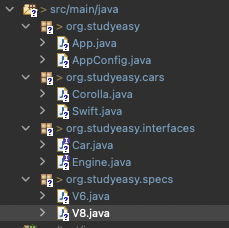 > src/main/java
> org.studyeasy
> App.java
> AppConfig.java
> org.studyeasy.cars
> Corolla.java
> Swift.java
> org.studyeasy.interfaces
> Car.java
> Engine.java
> org.studyeasy.specs
> V6.java
> V8.java